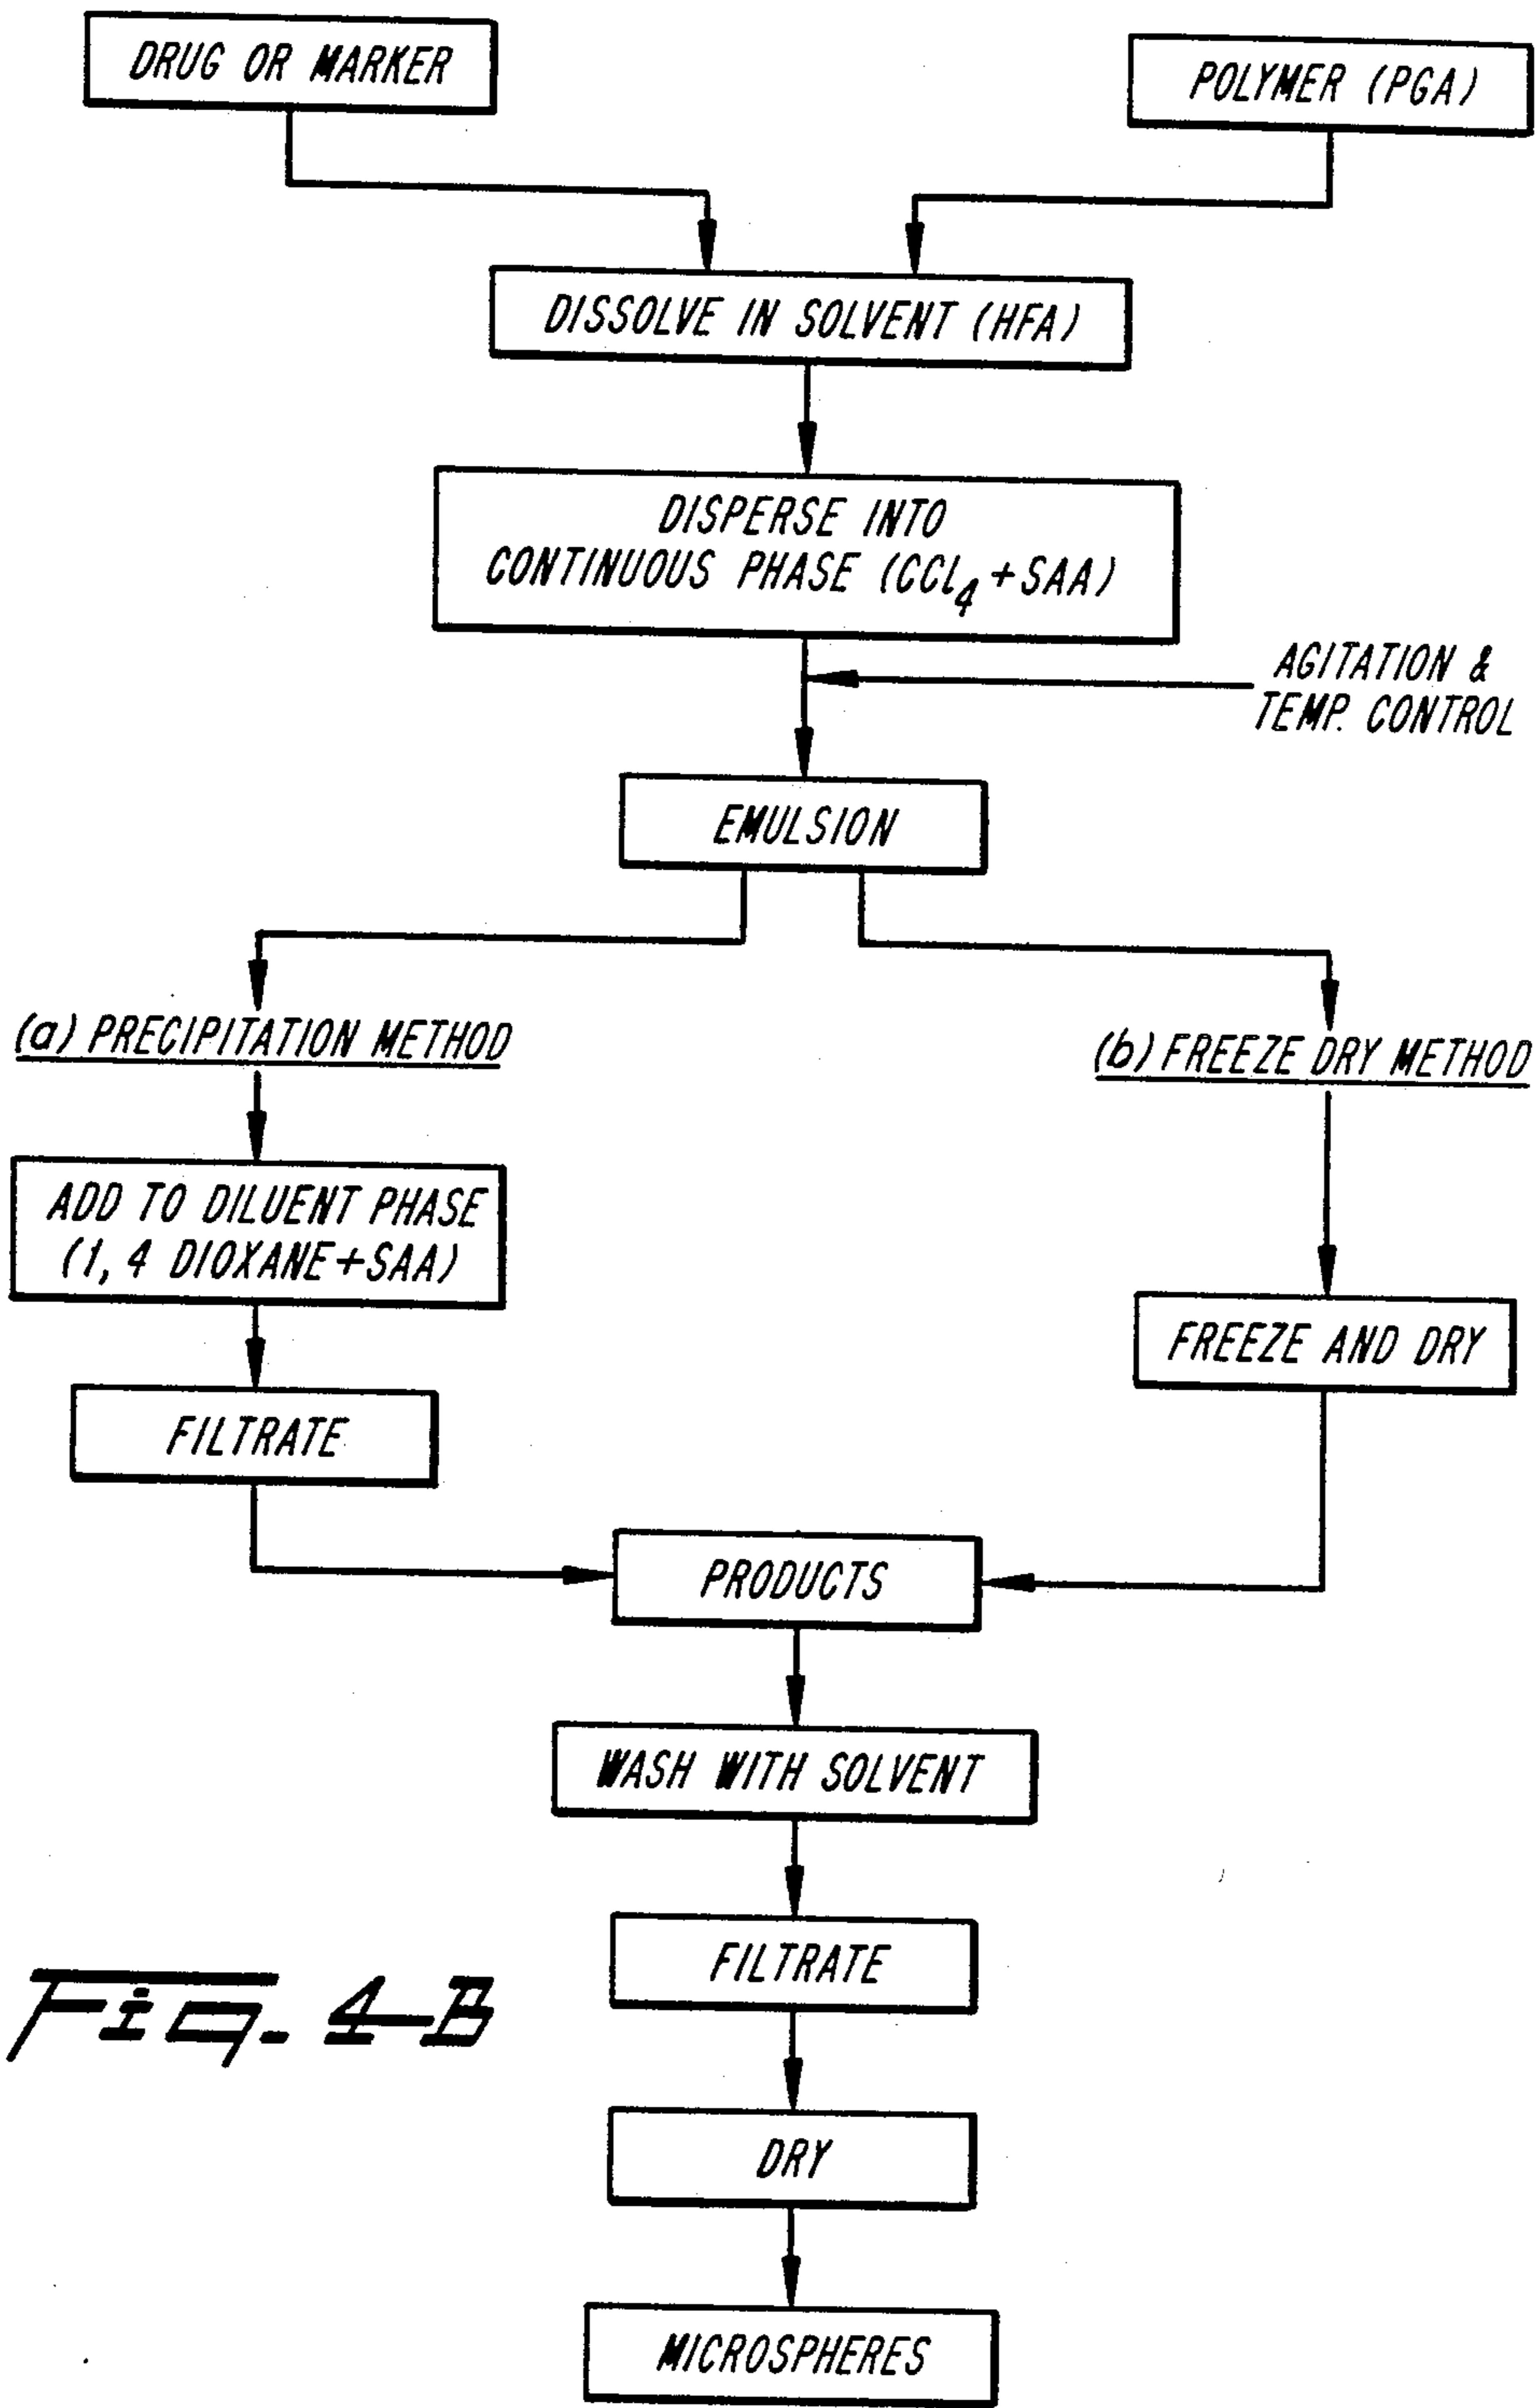 DRUG OR MARKER
POLYMER (PGA)
DISSOLVE IN SOLVENT (HFA)
DISPERSE INTO
CONTINUOUS PHASE (CCL₄+SAA)
AGITATION &
TEMP. CONTROL
EMULSION
(a) PRECIPITATION METHOD
(b) FREEZE DRY METHOD
ADD TO DILUENT PHASE
(1,4 DIOXANE+SAA)
FREEZE AND DRY
FILTRATE
PRODUCTS
WASH WITH SOLVENT
FILTRATE
Fig. 4-B
DRY
MICROSPHERES